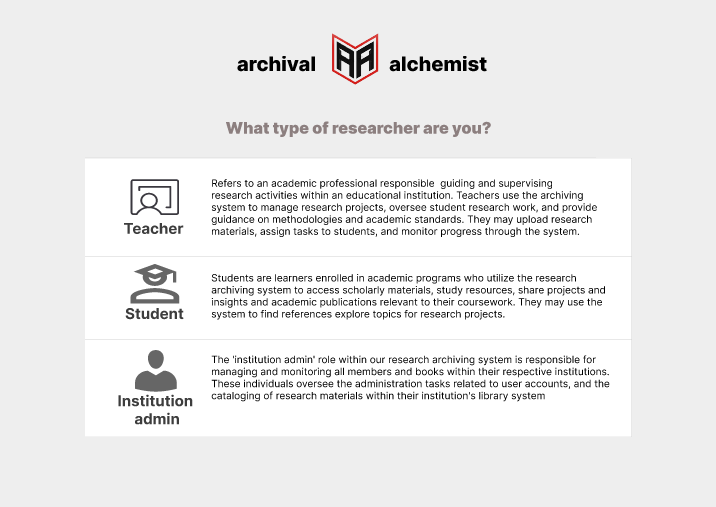 archival AA alchemist
What type of researcher are you?
Teacher
Refers to an academic professional responsible  guiding and supervising
research activities within an educational institution. Teachers use the archiving
system to manage research projects, oversee student research work, and provide
guidance on methodologies and academic standards. They may upload research
materials, assign tasks to students, and monitor progress through the system.
Student
Students are learners enrolled in academic programs who utilize the research
archiving system to access scholarly materials, study resources, share projects and
insights and academic publications relevant to their coursework. They may use the
system to find references explore topics for research projects.
Institution
admin
The 'institution admin' role within our research archiving system is responsible for
managing and monitoring all members and books within their respective institutions.
These individuals oversee the administration tasks related to user accounts, and the
cataloging of research materials within their institution's library system